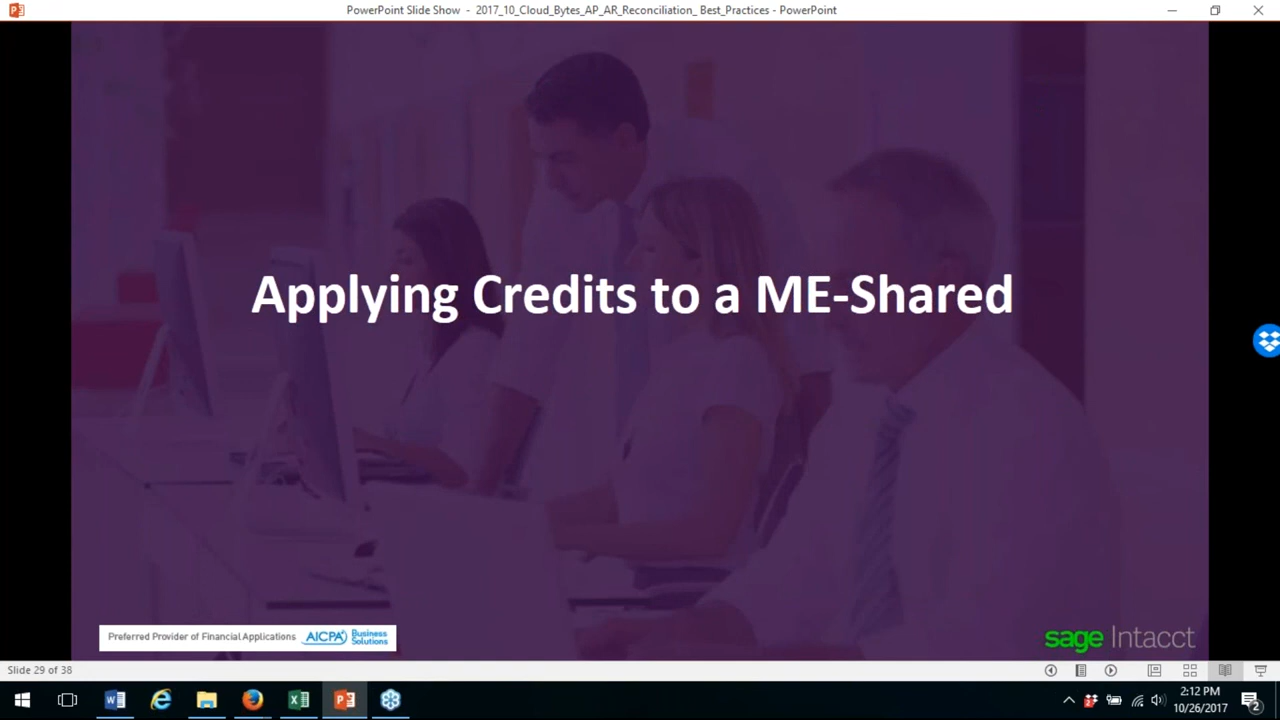 PowerPoint Slide Show - 2017_10_Cloud_Bytes_AP_AR_Reconciliation_ Best_Practices - PowerPoint
Applying Credits to a ME-Shared
Preferred Provider of Financial Applications AICPA Business Solutions
sage Intacct
Slide 29 of 38
2:12 PM
10/26/2017
2